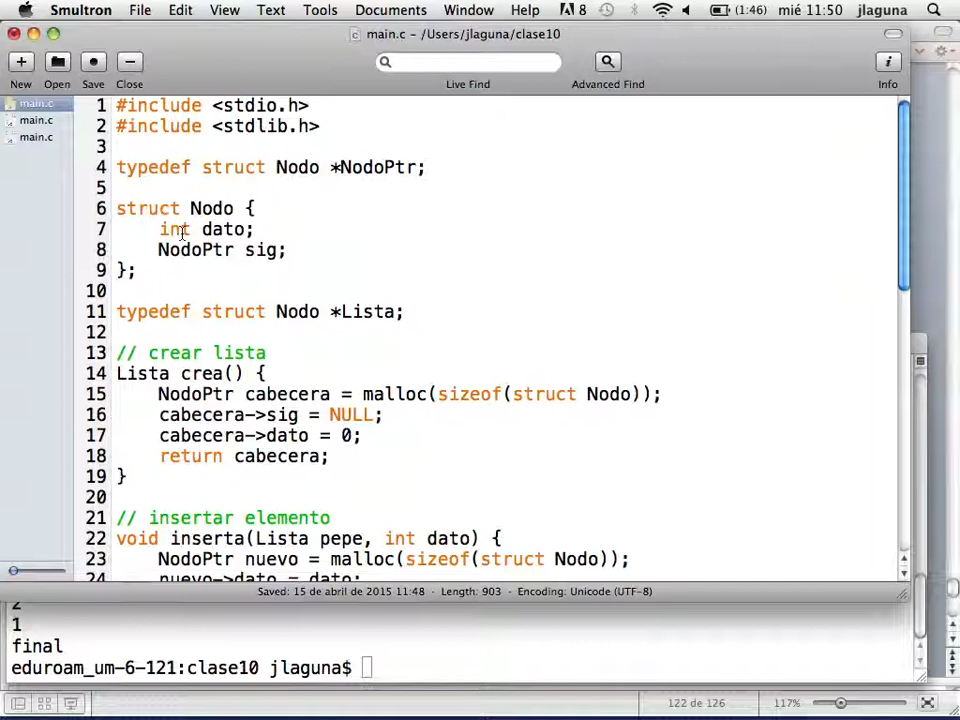 Smultron File Edit View Text Tools Documents Window Help 8 (1:46) mié 11:50 jlaguna
main.c - /Users/jlaguna/clase10
New Open Save Close Live Find Advanced Find Info
main.c
main.c
main.c
1 #include <stdio.h>
2 #include <stdlib.h>
3
4 typedef struct Nodo *NodoPtr;
5
6 struct Nodo {
7 int dato;
8 NodoPtr sig;
9 };
10
11 typedef struct Nodo *Lista;
12
13 // crear lista
14 Lista crea() {
15 NodoPtr cabecera = malloc(sizeof(struct Nodo));
16 cabecera->sig = NULL;
17 cabecera->dato = 0;
18 return cabecera;
19 }
20
21 // insertar elemento
22 void inserta(Lista pepe, int dato) {
23 NodoPtr nuevo = malloc(sizeof(struct Nodo));
24 nuevo->dato = dato;
Saved: 15 de abril de 2015 11:48 • Length: 903 • Encoding: Unicode (UTF-8)
2
1
final
eduroam_um-6-121:clase10 jlaguna$
122 de 126 117%